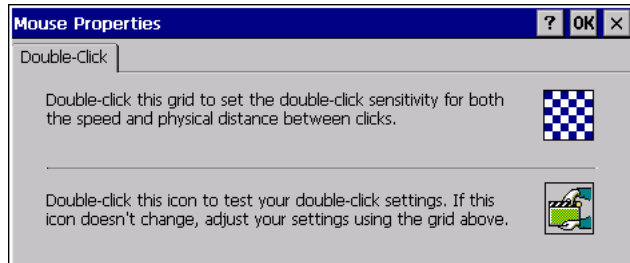 Mouse Properties ? OK ×
Double-Click
Double-click this grid to set the double-click sensitivity for both
the speed and physical distance between clicks.
Double-click this icon to test your double-click settings. If this
icon doesn't change, adjust your settings using the grid above.